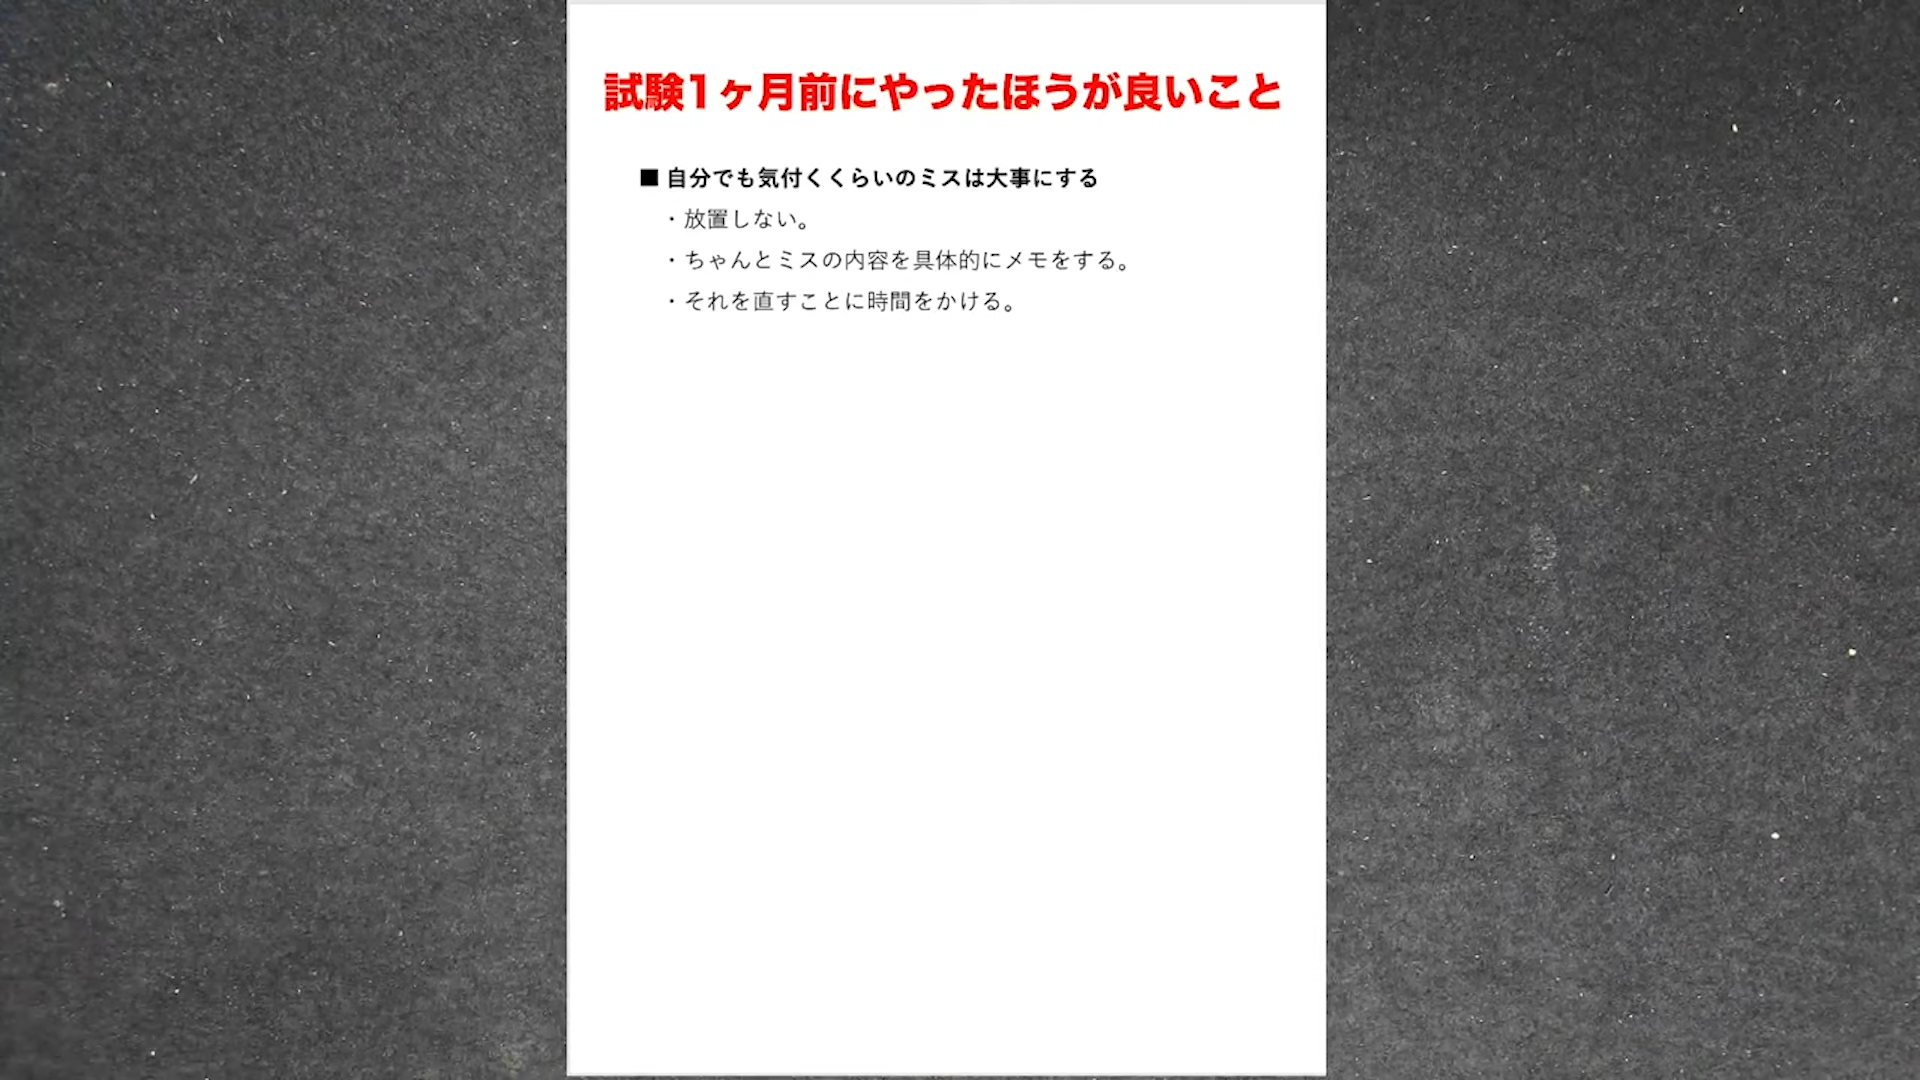 試験1ヶ月前にやったほうが良いこと
■ 自分でも気付くくらいのミスは大事にする
・放置しない。
・ちゃんとミスの内容を具体的にメモをする。
・それを直すことに時間をかける。